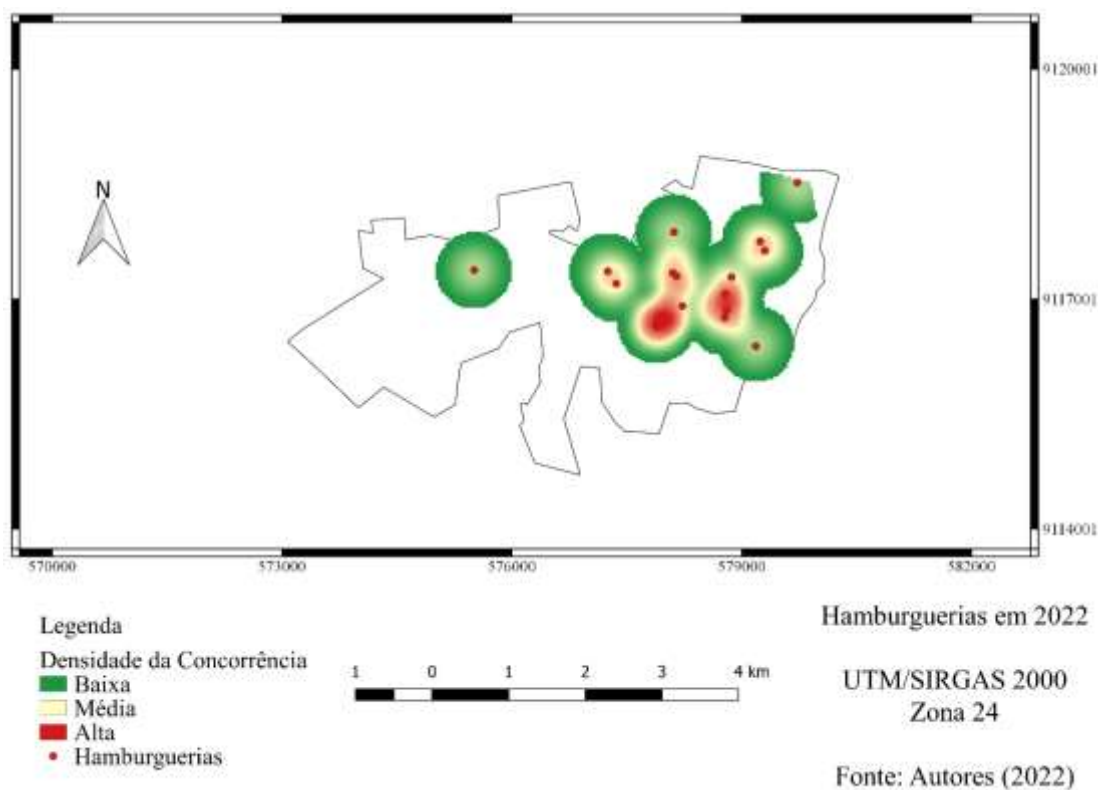 9120001
N
9117001
9114001
570000 573000 576000 579000 582000
Legenda
Densidade da Concorrência
Baixa
Média
Alta
Hamburguerias
1 0 1 2 3 4 km
Hamburguerias em 2022
UTM/SIRGAS 2000
Zona 24
Fonte: Autores (2022)